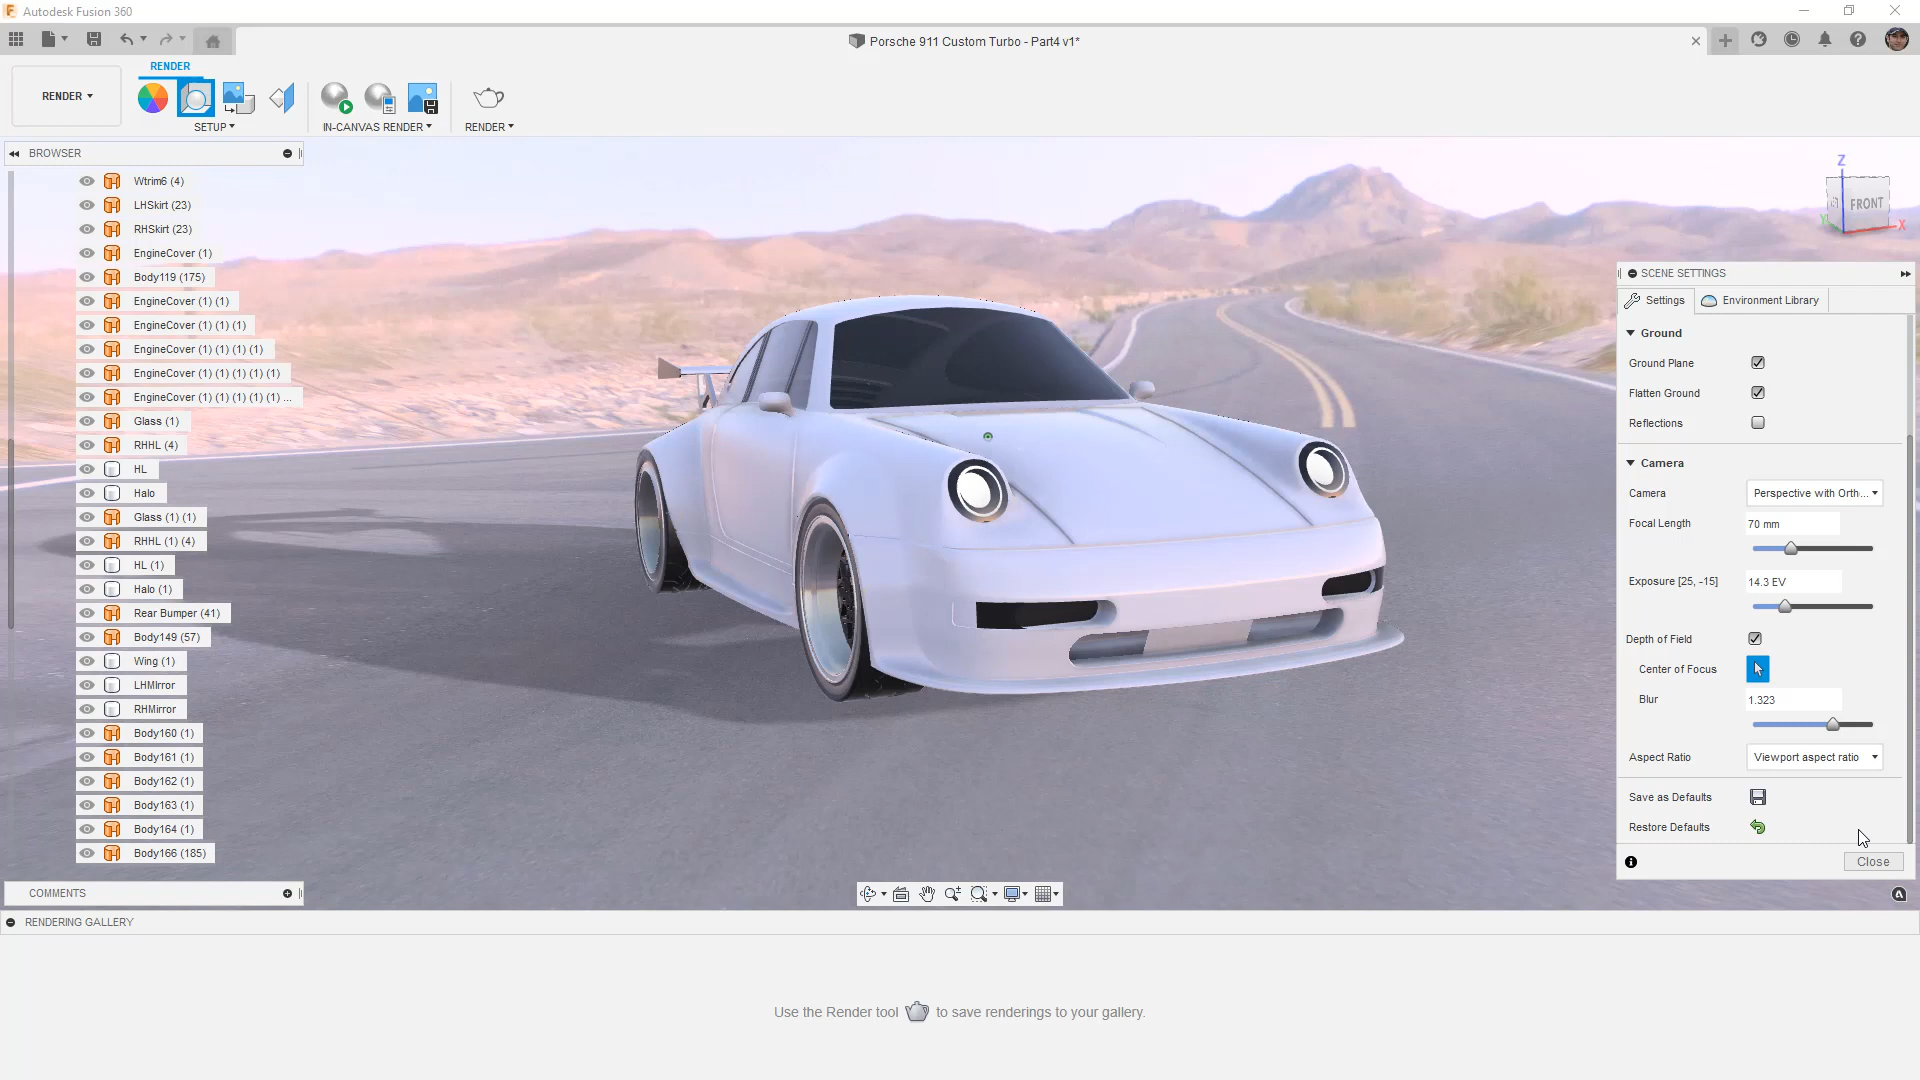 Autodesk Fusion 360
Porsche 911 Custom Turbo - Part4 v1*
RENDER
RENDER
SETUP
IN-CANVAS RENDER
RENDER
BROWSER
Wtrim6 (4)
LHSkirt (23)
RHSkirt (23)
EngineCover (1)
Body119 (175)
EngineCover (1) (1)
EngineCover (1) (1) (1)
EngineCover (1) (1) (1) (1)
EngineCover (1) (1) (1) (1) (1)
EngineCover (1) (1) (1) (1) (1) ...
Glass (1)
RHHL (4)
HL
Halo
Glass (1) (1)
RHHL (1) (4)
HL (1)
Halo (1)
Rear Bumper (41)
Body149 (57)
Wing (1)
LHMIrror
RHMirror
Body160 (1)
Body161 (1)
Body162 (1)
Body163 (1)
Body164 (1)
Body166 (185)
COMMENTS
Z
FRONT
X
Y
SCENE SETTINGS
Settings
Environment Library
Ground
Ground Plane
Flatten Ground
Reflections
Camera
Camera Perspective with Orth...
Focal Length 70 mm
Exposure [25, -15] 14.3 EV
Depth of Field
Center of Focus
Blur 1.323
Aspect Ratio Viewport aspect ratio
Save as Defaults
Restore Defaults
Close
RENDERING GALLERY
Use the Render tool to save renderings to your gallery.